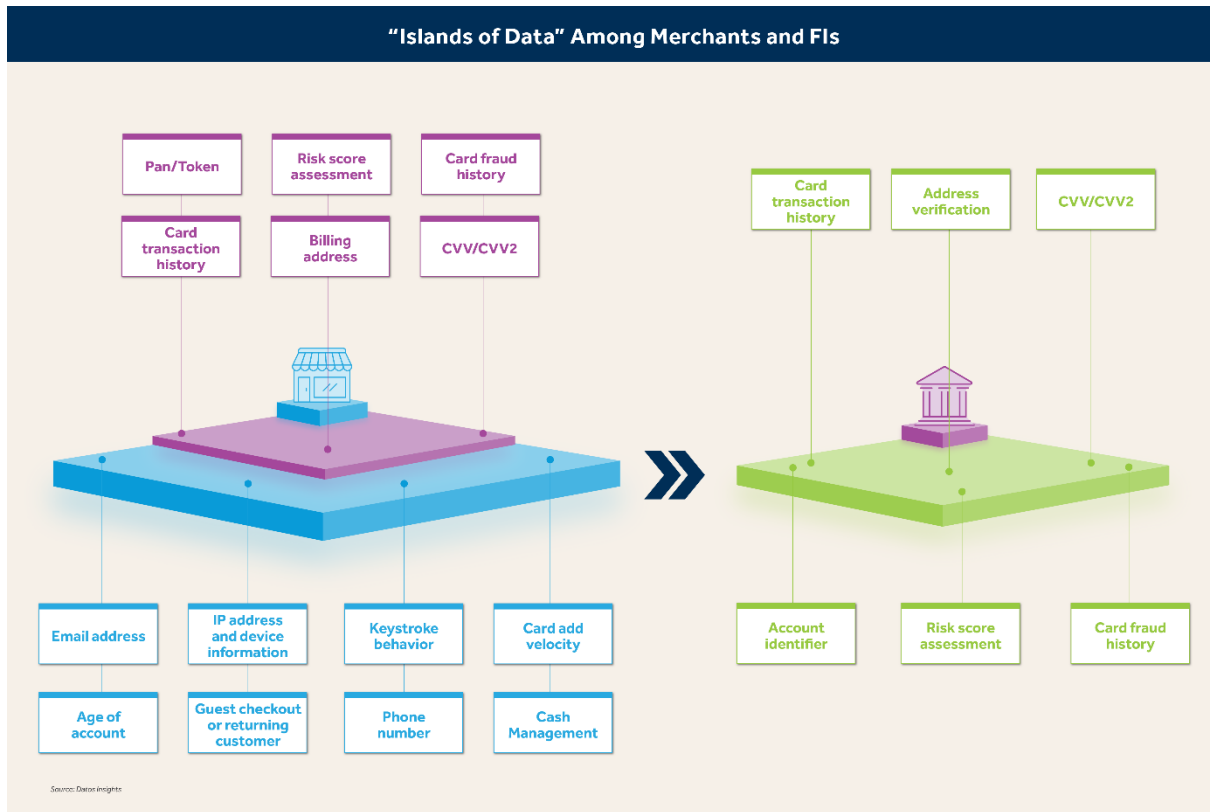 “Islands of Data” Among Merchants and FIs
Pan/Token
Risk score
assessment
Card fraud
history
Card
transaction
history
Billing
address
CVV/CVV2
Card
transaction
history
Address
verification
CVV/CVV2
Email address
IP address
and device
information
Keystroke
behavior
Card add
velocity
Age of
account
Guest checkout
or returning
customer
Phone
number
Cash
Management
Account
identifier
Risk score
assessment
Card fraud
history
Source: Datos Insights